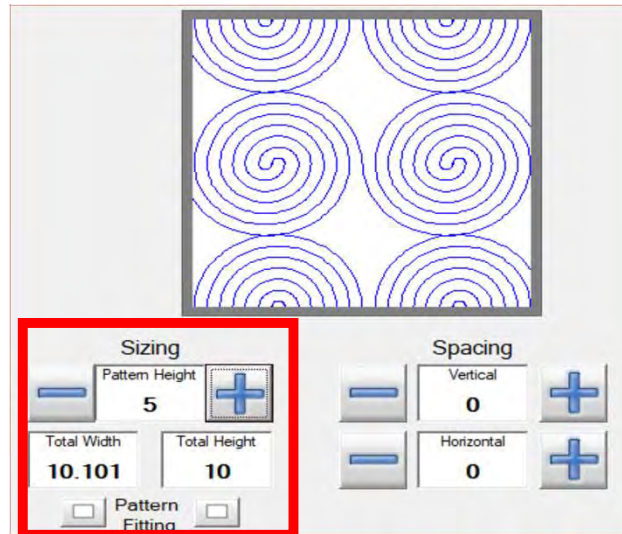 Sizing
Pattern Height
5
Total Width
10.101
Total Height
10
Pattern
Fitting
Spacing
Vertical
0
Horizontal
0